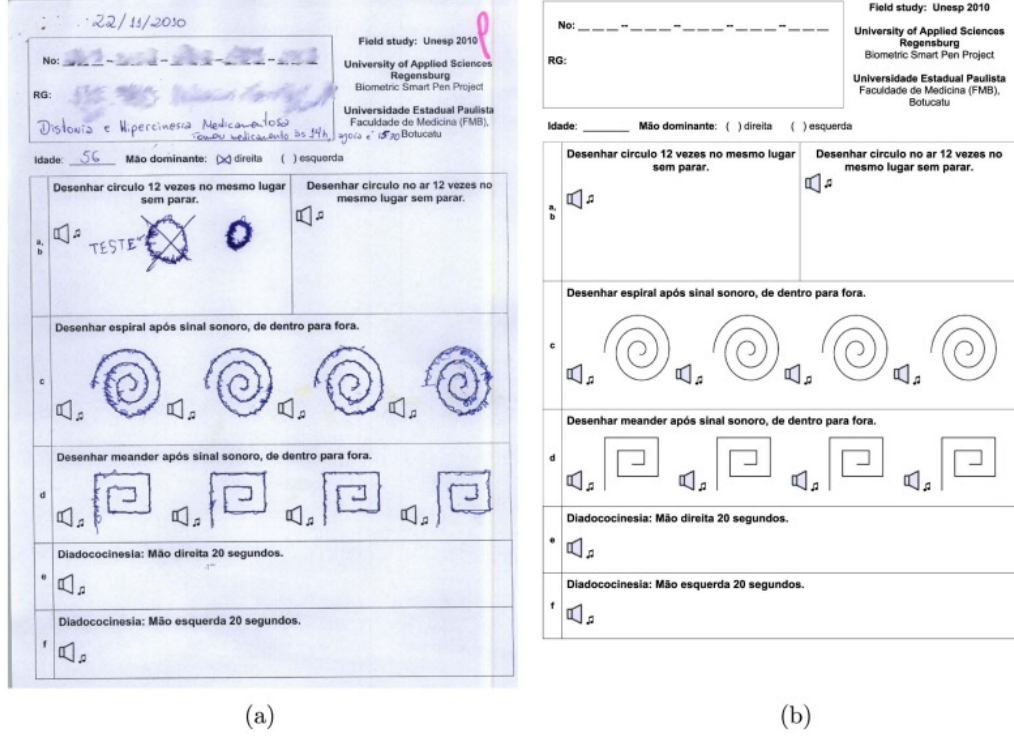 22/11/2010
Field study: Unesp 2010
No:
University of Applied Sciences
Regensburg
Biometric Smart Pen Project
RG:
Universidade Estadual Paulista
Faculdade de Medicina (FMB),
Botucatu
Distonia e Hipercinesia Medicamentosa
Tomou medicamento às 14h, agora é 15:30
Idade: 56 Mão dominante: (X) direita ( ) esquerda
a,
b
Desenhar circulo 12 vezes no mesmo lugar
sem parar.
TESTE
Desenhar circulo no ar 12 vezes no
mesmo lugar sem parar.
c
Desenhar espiral após sinal sonoro, de dentro para fora.
d
Desenhar meander após sinal sonoro, de dentro para fora.
e
Diadococinesia: Mão direita 20 segundos.
f
Diadococinesia: Mão esquerda 20 segundos.
(a)
Field study: Unesp 2010
No: _ _ _ -- _ _ _ -- _ _ _ -- _ _ _ -- _ _ _
University of Applied Sciences
Regensburg
Biometric Smart Pen Project
RG:
Universidade Estadual Paulista
Faculdade de Medicina (FMB),
Botucatu
Idade: ________ Mão dominante: ( ) direita ( ) esquerda
a,
b
Desenhar circulo 12 vezes no mesmo lugar
sem parar.
Desenhar circulo no ar 12 vezes no
mesmo lugar sem parar.
c
Desenhar espiral após sinal sonoro, de dentro para fora.
d
Desenhar meander após sinal sonoro, de dentro para fora.
e
Diadococinesia: Mão direita 20 segundos.
f
Diadococinesia: Mão esquerda 20 segundos.
(b)